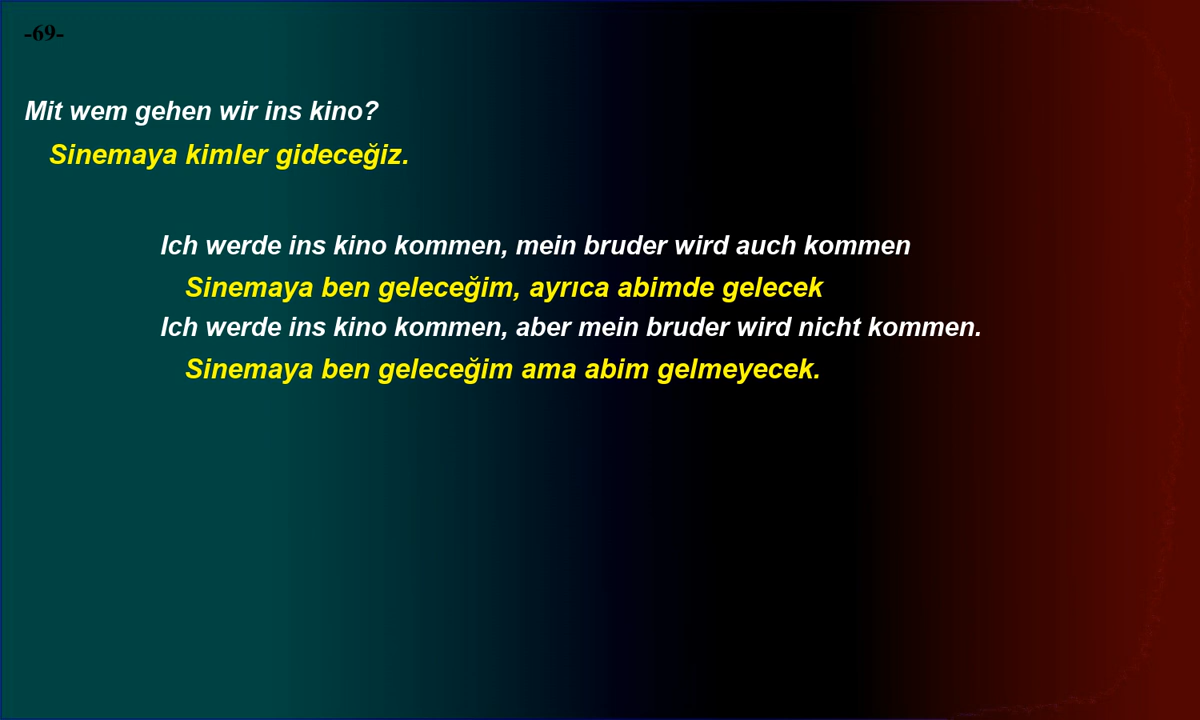 -69-
Mit wem gehen wir ins kino?
Sinemaya kimler gideceğiz.
Ich werde ins kino kommen, mein bruder wird auch kommen
Sinemaya ben geleceğim, ayrıca abimde gelecek
Ich werde ins kino kommen, aber mein bruder wird nicht kommen.
Sinemaya ben geleceğim ama abim gelmeyecek.